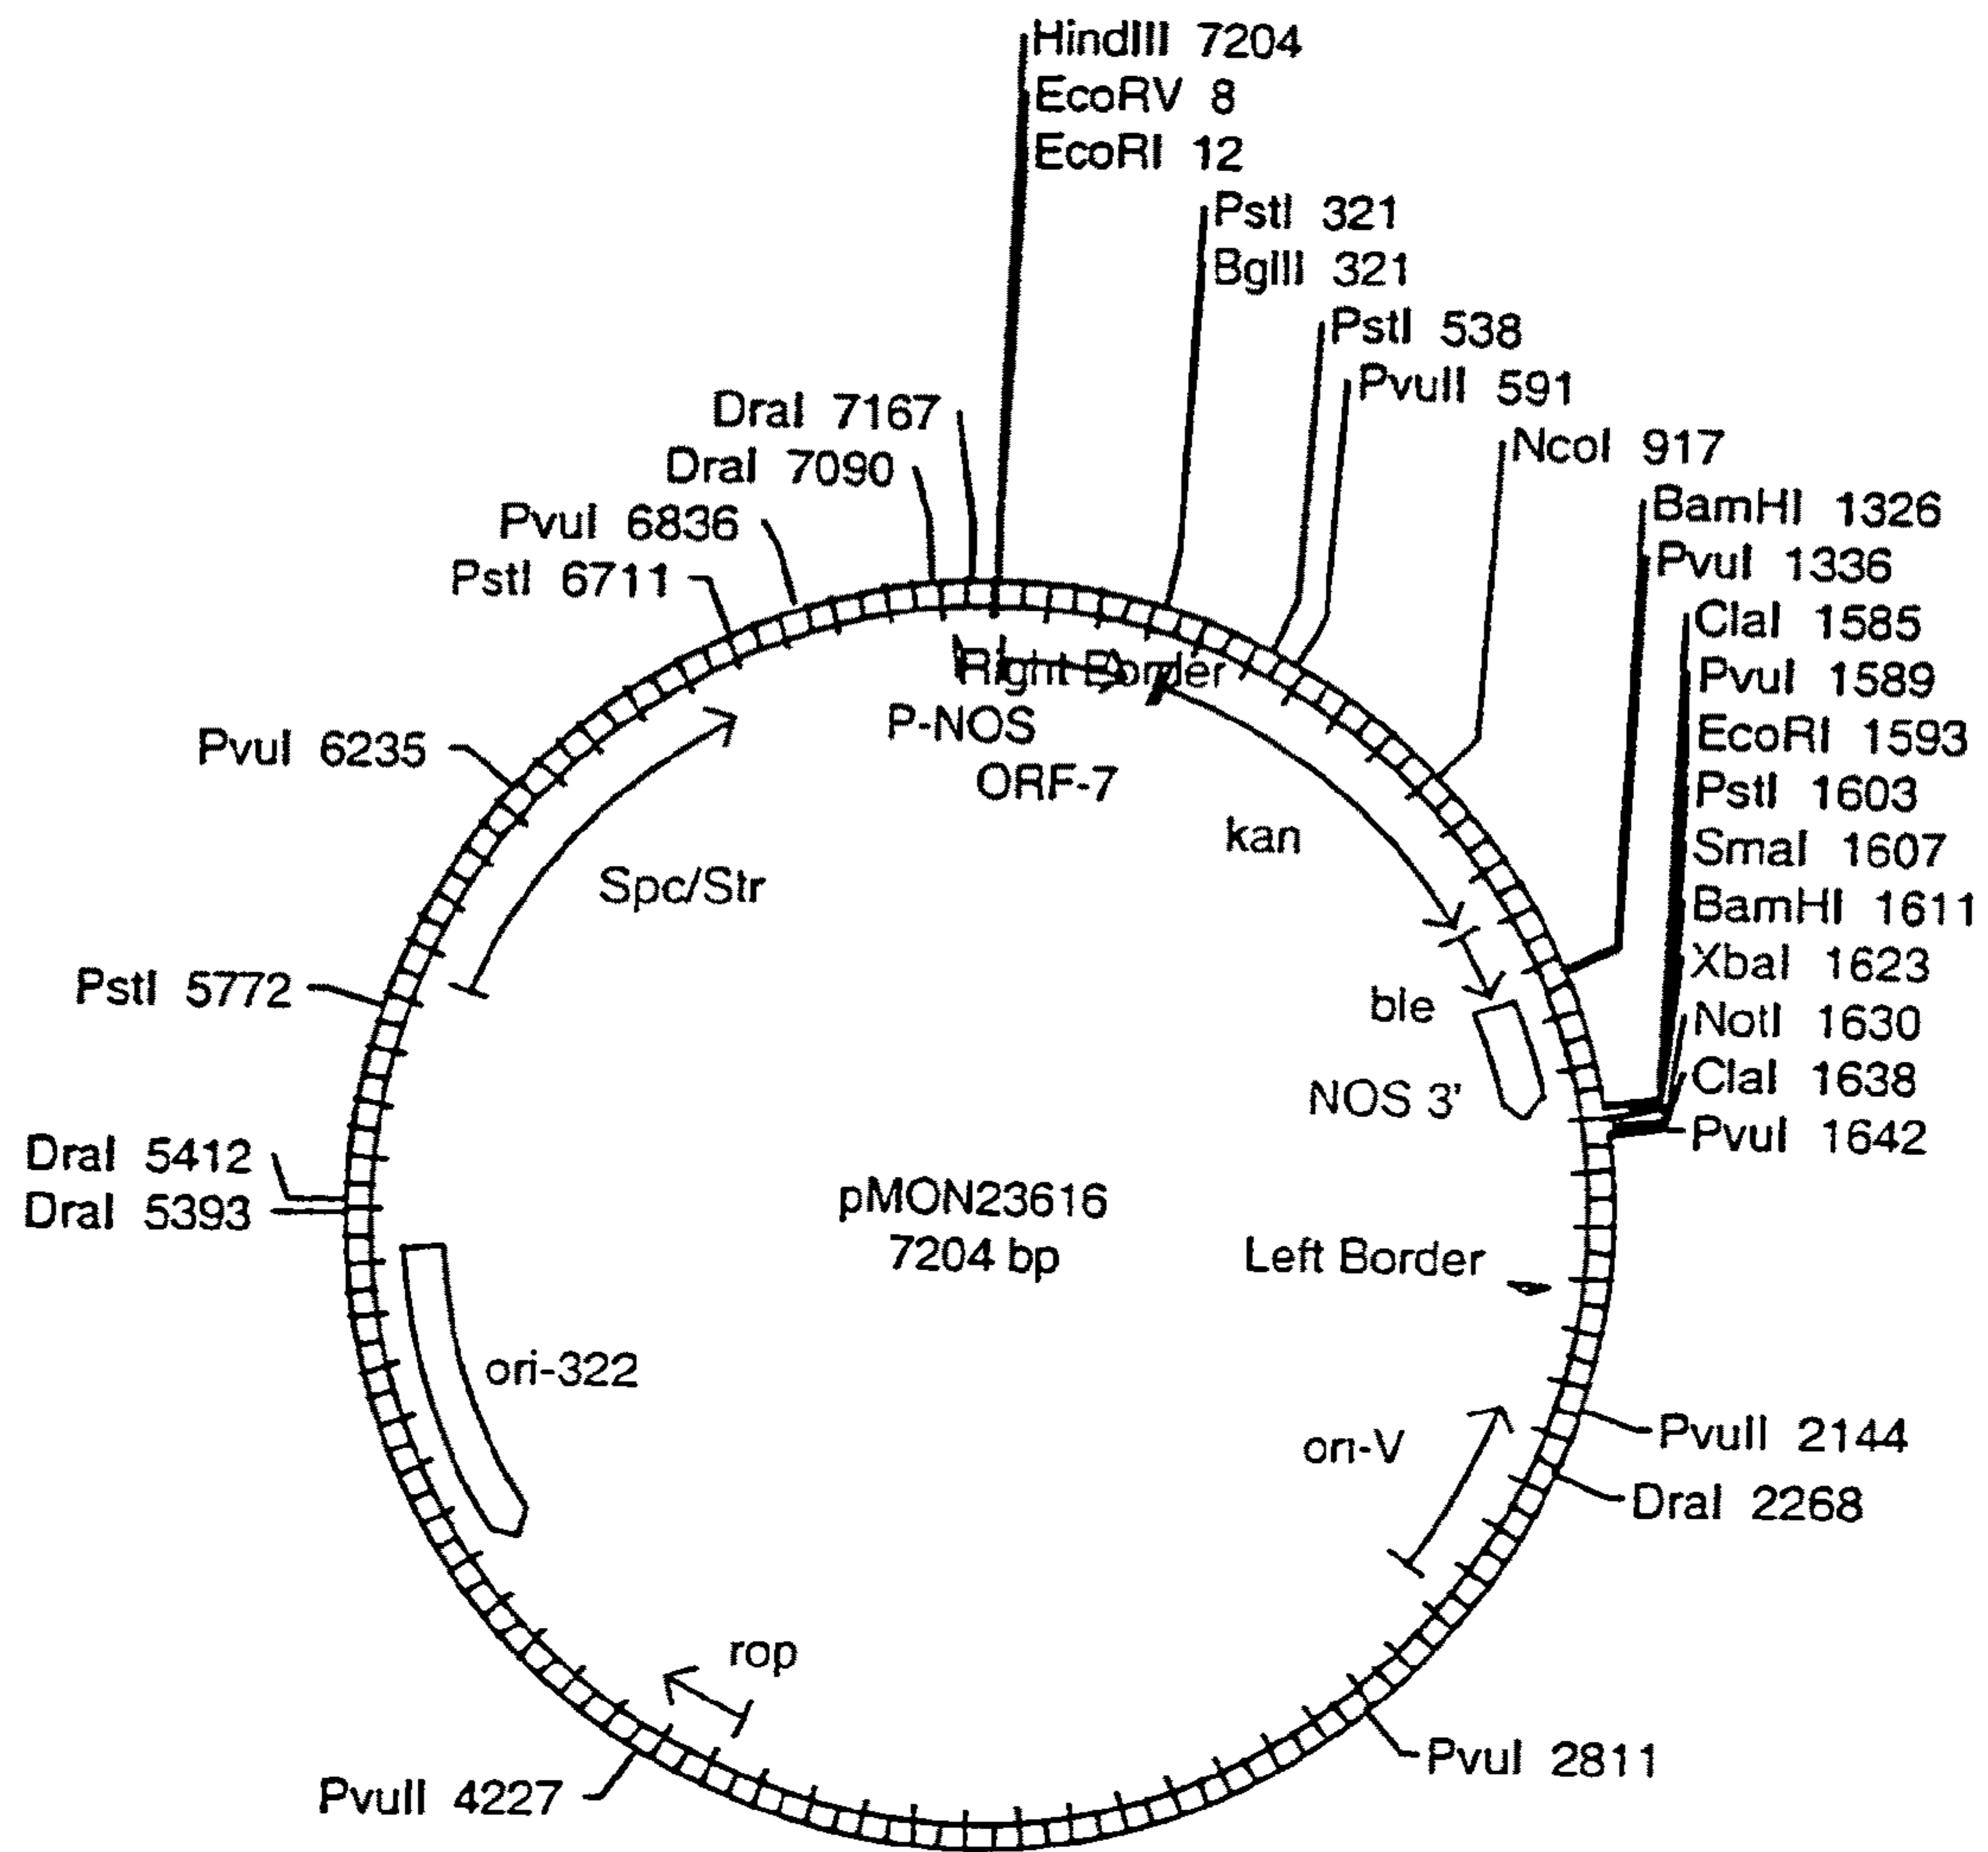 HindIII 7204
EcoRV 8
EcoRI 12
PstI 321
BglII 321
PstI 538
PvuII 591
NcoI 917
BamHI 1326
PvuI 1336
ClaI 1585
PvuI 1589
EcoRI 1593
PstI 1603
SmaI 1607
BamHI 1611
XbaI 1623
NotI 1630
ClaI 1638
PvuI 1642
PvuII 2144
DraI 2268
PvuI 2811
PvuII 4227
DraI 5393
DraI 5412
PstI 5772
PvuI 6235
PstI 6711
PvuI 6836
DraI 7090
DraI 7167
Right Border
P-NOS
ORF-7
kan
ble
NOS 3'
Left Border
ori-V
rop
ori-322
Spc/Str
pMON23616
7204 bp